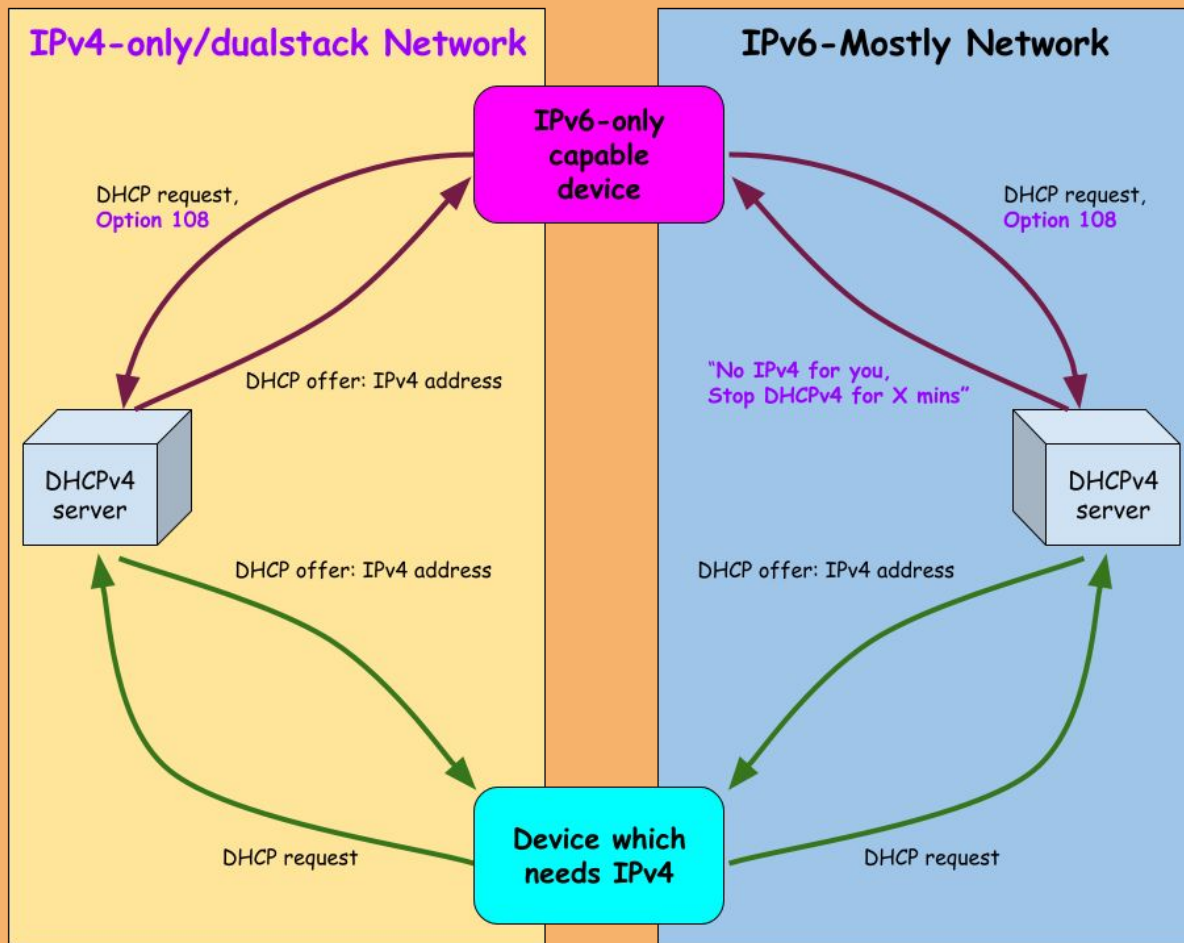 IPv4-only/dualstack Network
IPv6-Mostly Network
IPv6-only
capable
device
DHCP request,
Option 108
DHCP request,
Option 108
DHCP offer: IPv4 address
"No IPv4 for you,
Stop DHCPv4 for X mins"
DHCPv4
server
DHCPv4
server
DHCP offer: IPv4 address
DHCP offer: IPv4 address
DHCP request
Device which
needs IPv4
DHCP request